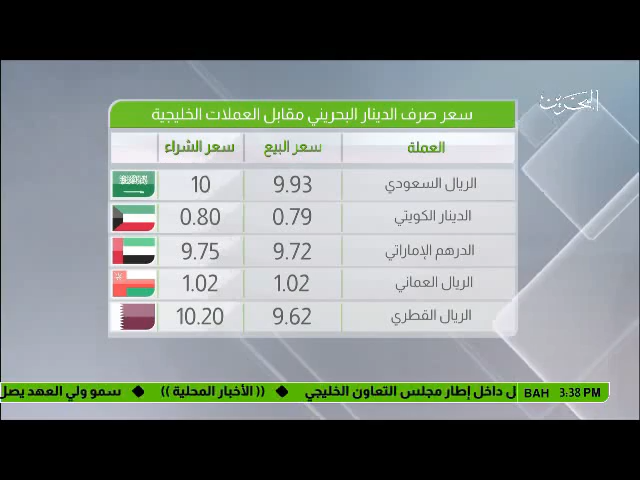 البحرين
سعر صرف الدينار البحريني مقابل العملات الخليجية
العملة سعر البيع سعر الشراء
الريال السعودي 9.93 10
الدينار الكويتي 0.79 0.80
الدرهم الإماراتي 9.72 9.75
الريال العماني 1.02 1.02
الريال القطري 9.62 10.20
ل داخل إطار مجلس التعاون الخليجي ◆ (( الأخبار المحلية )) ◆ سمو ولي العهد يصل
BAH 3:38 PM